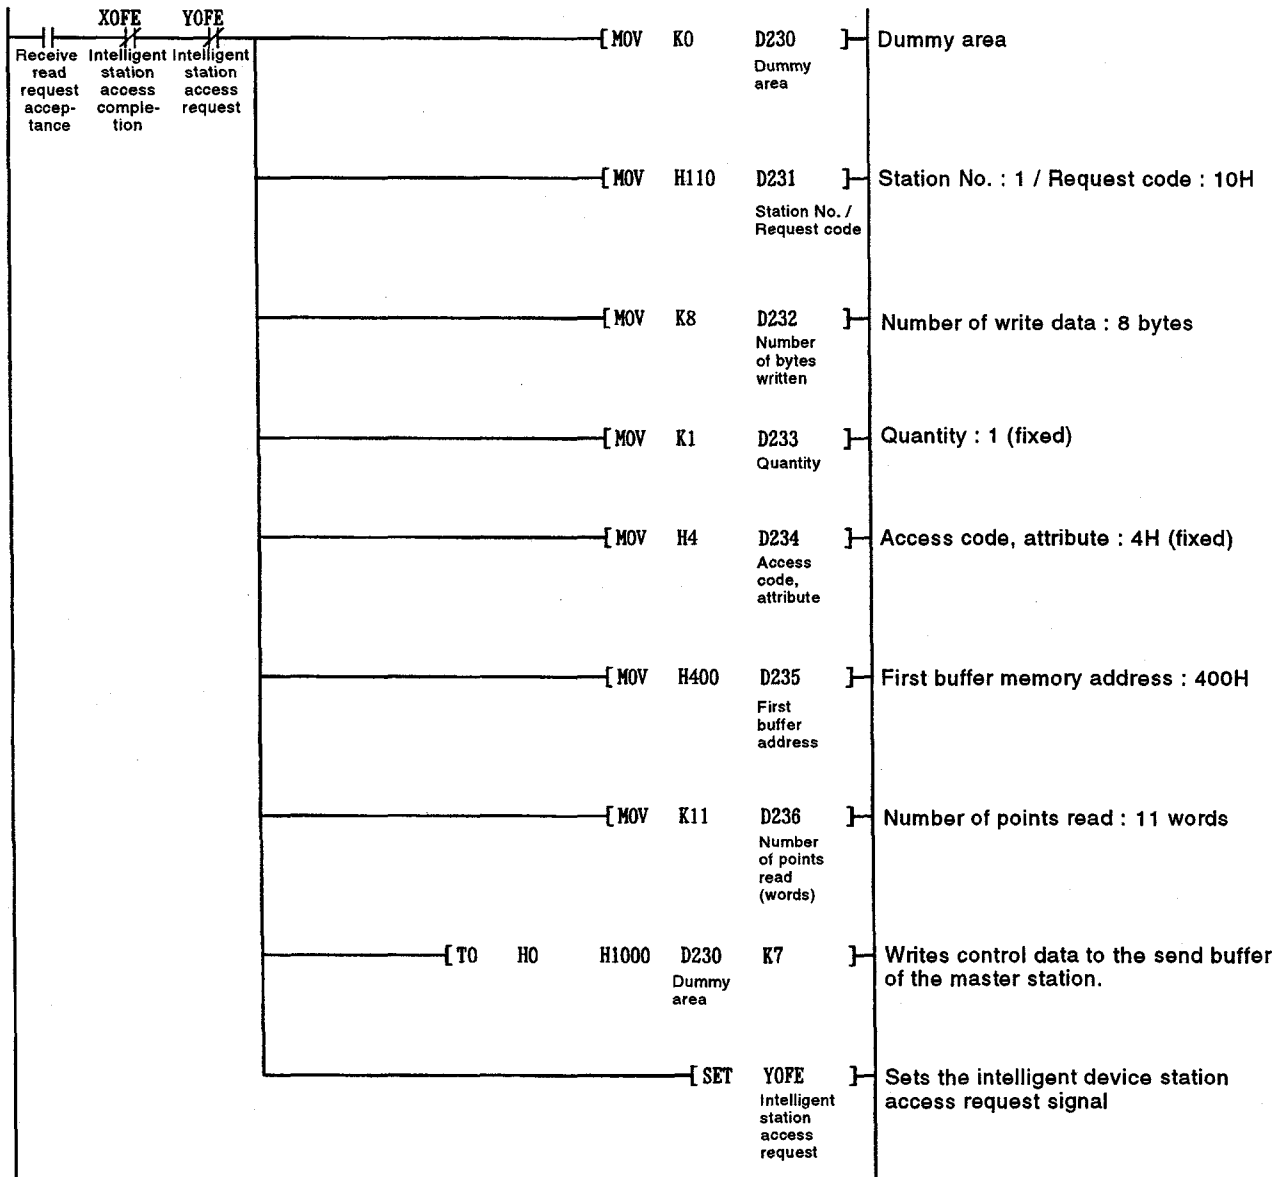 X0FE Y0FE
Receive read request accep- tance
Intelligent station access comple- tion
Intelligent station access request
[ MOV K0 D230 ] Dummy area
Dummy
area
[ MOV H110 D231 ] Station No. : 1 / Request code : 10H
Station No. /
Request code
[ MOV K8 D232 ] Number of write data : 8 bytes
Number
of bytes
written
[ MOV K1 D233 ] Quantity : 1 (fixed)
Quantity
[ MOV H4 D234 ] Access code, attribute : 4H (fixed)
Access
code,
attribute
[ MOV H400 D235 ] First buffer memory address : 400H
First
buffer
address
[ MOV K11 D236 ] Number of points read : 11 words
Number
of points
read
(words)
[ TO H0 H1000 D230 K7 ] Writes control data to the send buffer
of the master station.
Dummy
area
[ SET Y0FE ] Sets the intelligent device station
access request signal
Intelligent
station
access
request